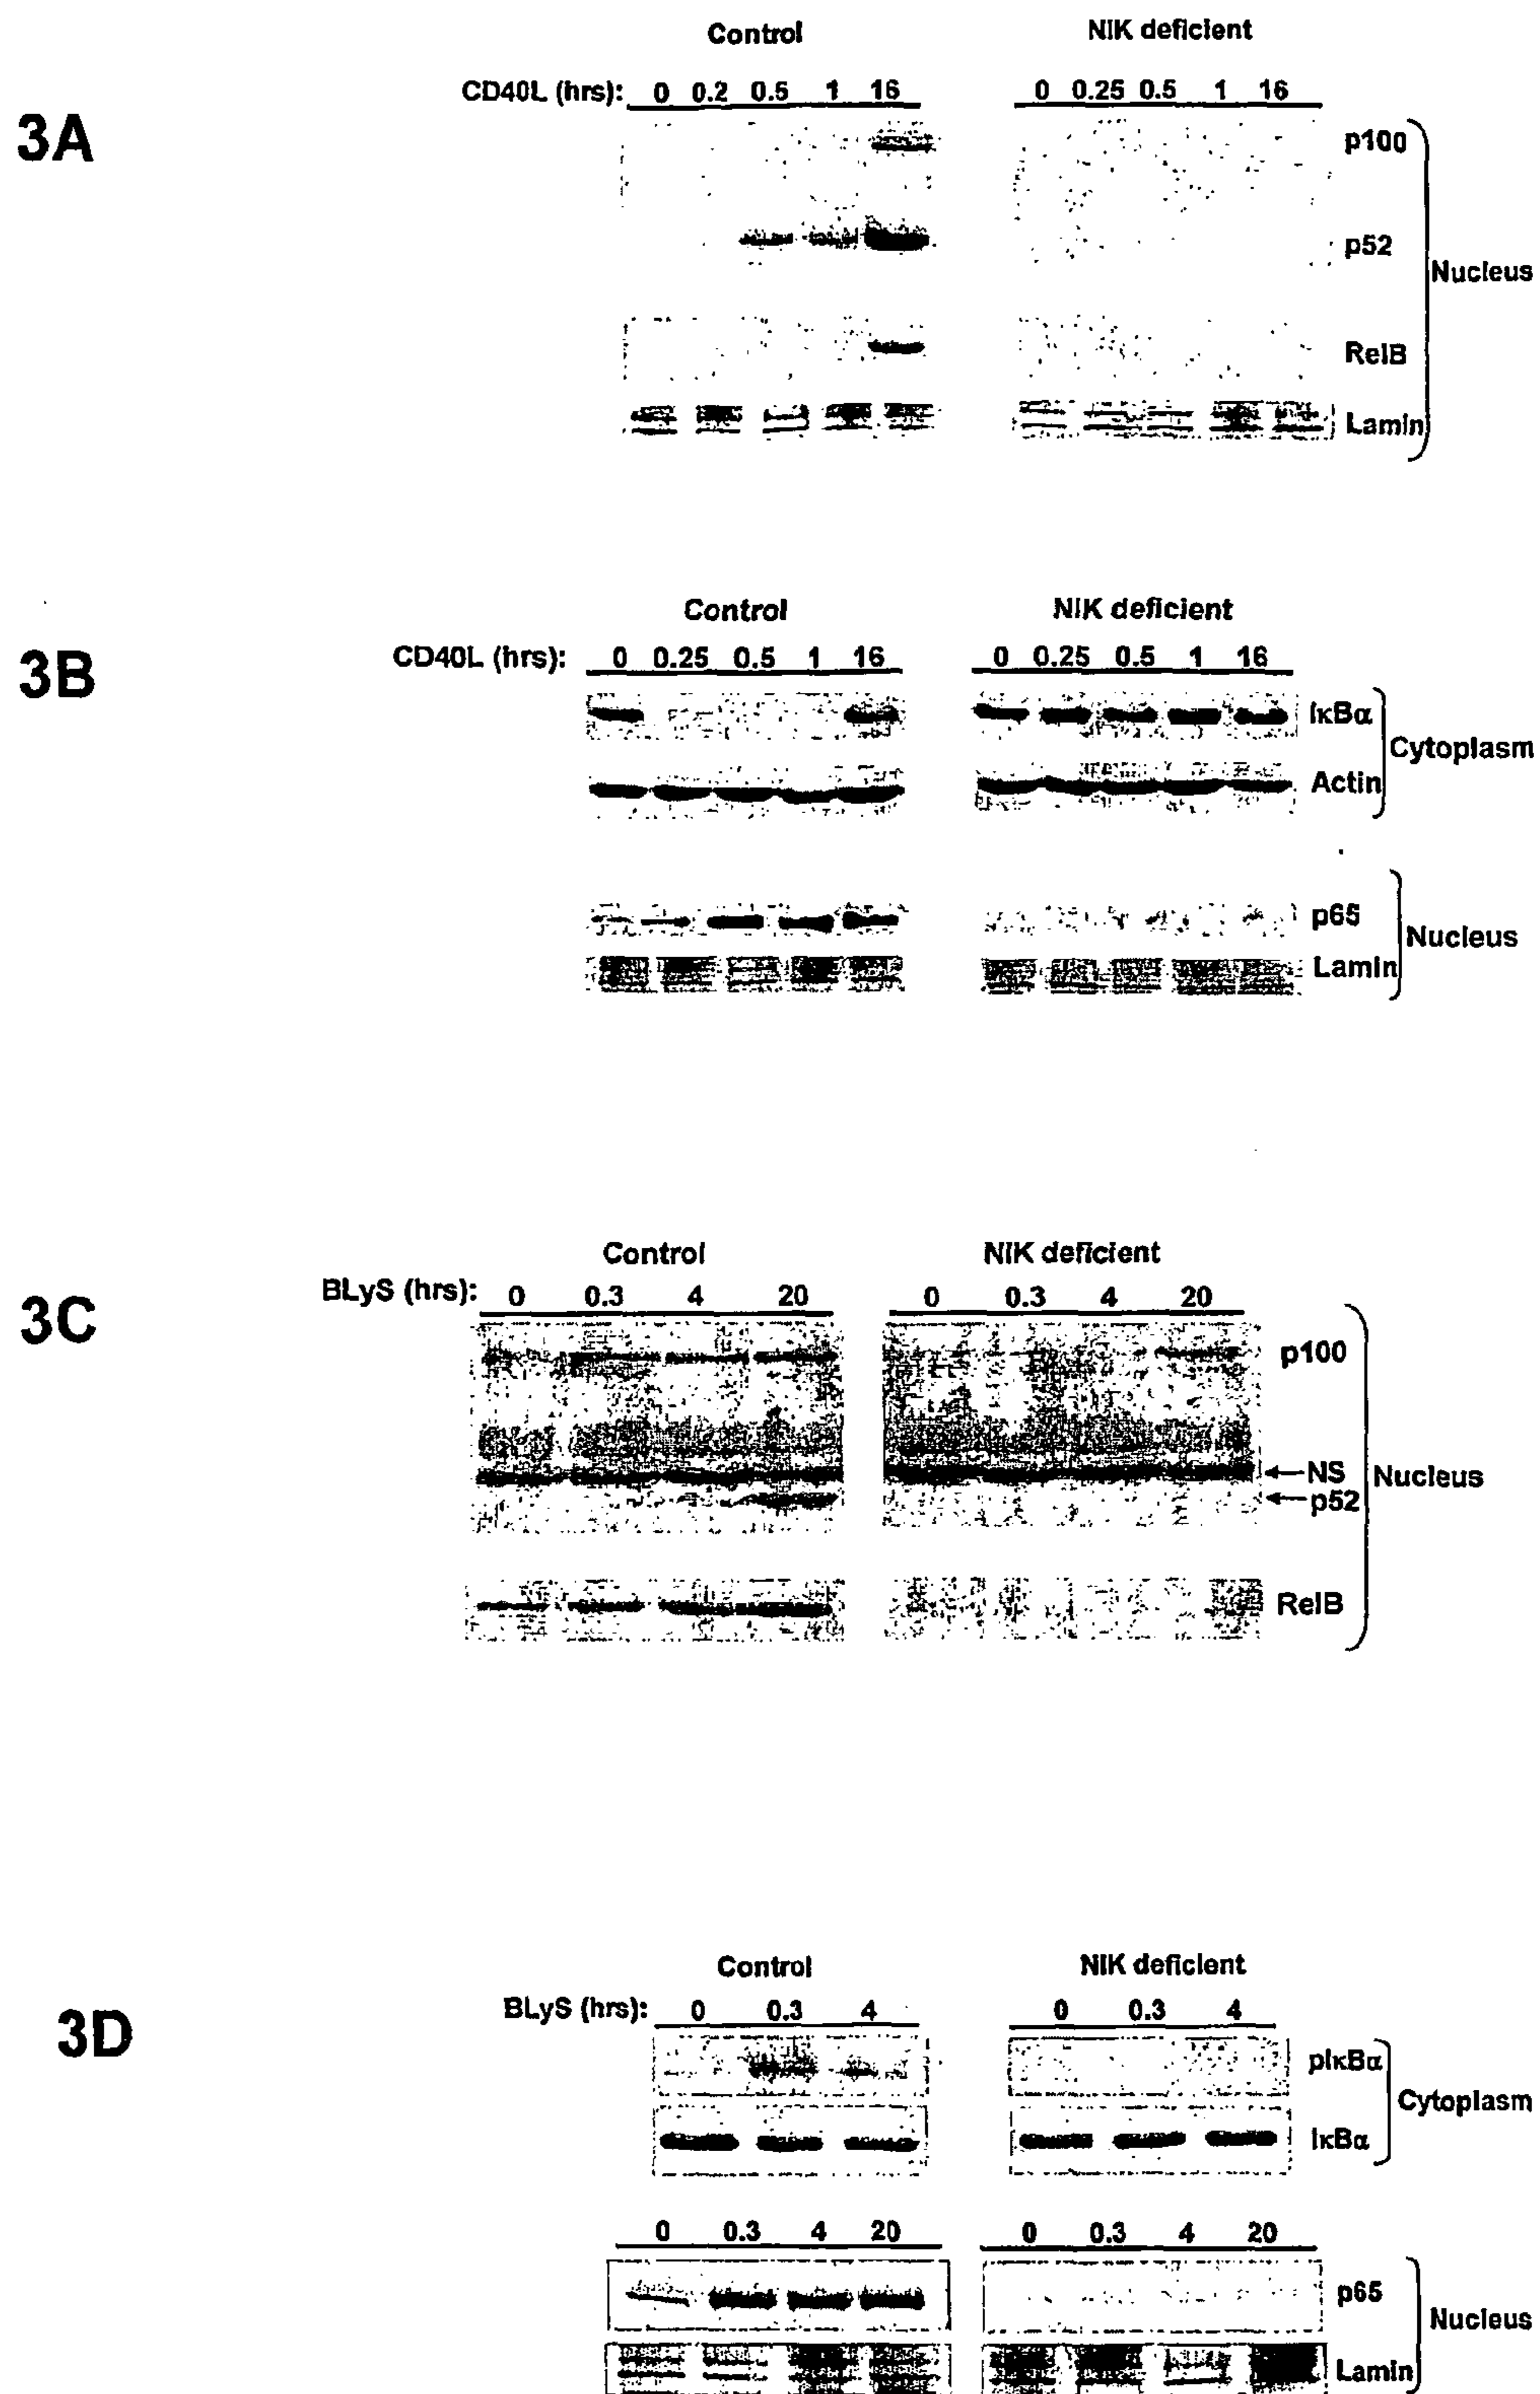 Control NIK deficient
CD40L (hrs): 0 0.2 0.5 1 16 0 0.25 0.5 1 16
3A
p100
p52
Nucleus
RelB
Lamin
Control NIK deficient
3B
CD40L (hrs): 0 0.25 0.5 1 16 0 0.25 0.5 1 16
IκBα
Cytoplasm
Actin
p65
Nucleus
Lamin
Control NIK deficient
3C
BLyS (hrs): 0 0.3 4 20 0 0.3 4 20
p100
NS
Nucleus
p52
RelB
Control NIK deficient
3D
BLyS (hrs): 0 0.3 4 0 0.3 4
pIκBα
Cytoplasm
IκBα
0 0.3 4 20 0 0.3 4 20
p65
Nucleus
Lamin